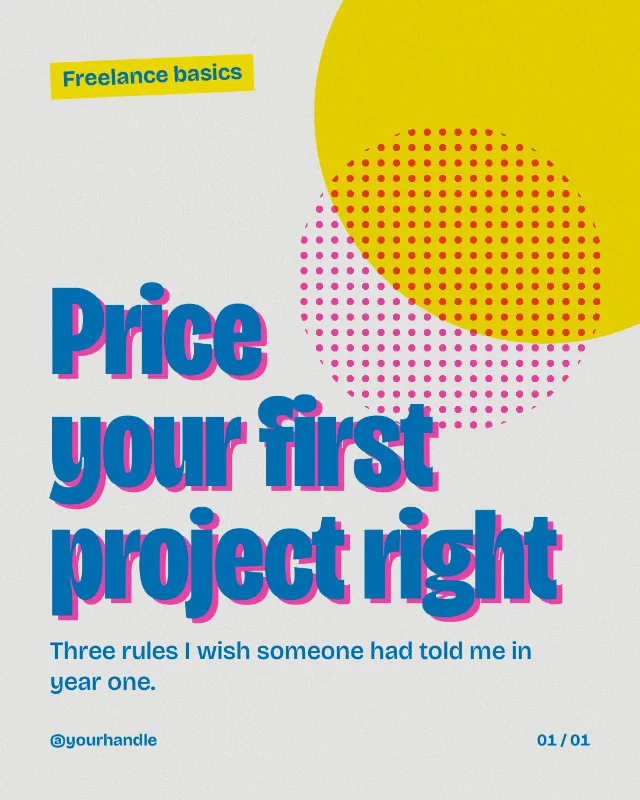 Freelance basics
Price
your first
project right
Three rules I wish someone had told me in
year one.
@yourhandle
01 / 01